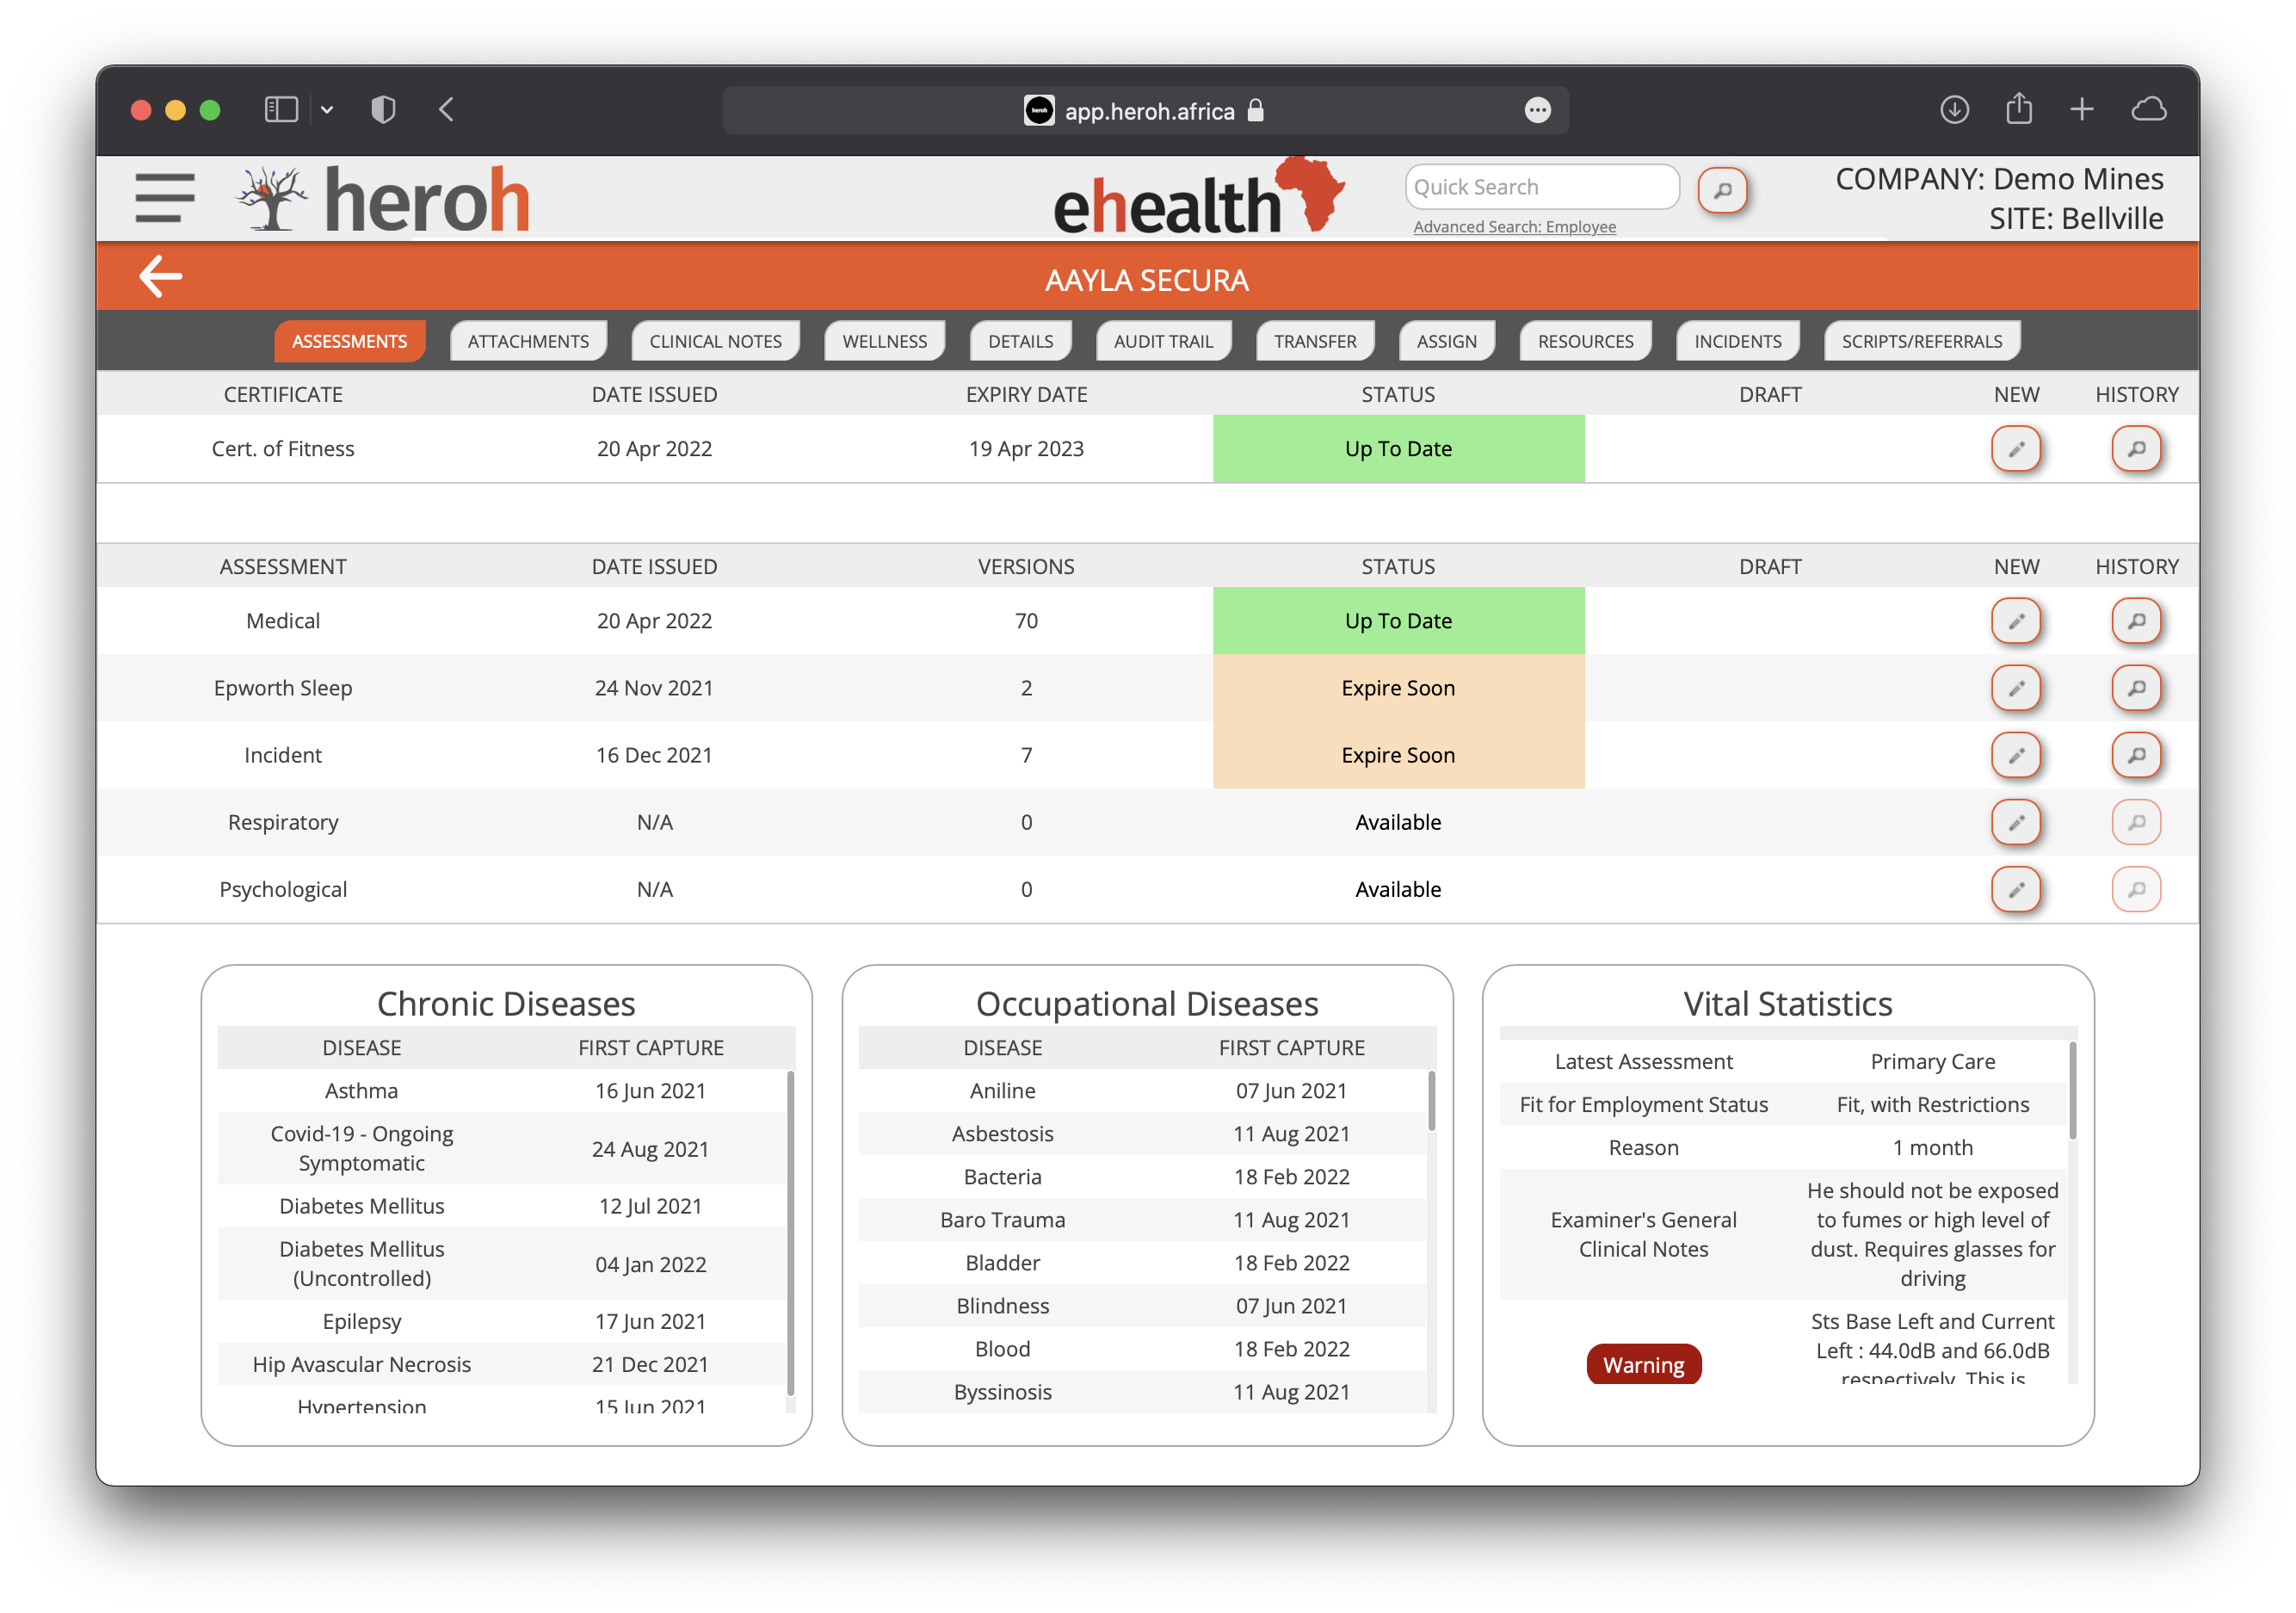 app.heroh.africa
heroh
ehealth
Quick Search
Advanced Search: Employee
COMPANY: Demo Mines
SITE: Bellville
AAYLA SECURA
ASSESSMENTS ATTACHMENTS CLINICAL NOTES WELLNESS DETAILS AUDIT TRAIL TRANSFER ASSIGN RESOURCES INCIDENTS SCRIPTS/REFERRALS
CERTIFICATE DATE ISSUED EXPIRY DATE STATUS DRAFT NEW HISTORY
Cert. of Fitness 20 Apr 2022 19 Apr 2023 Up To Date
ASSESSMENT DATE ISSUED VERSIONS STATUS DRAFT NEW HISTORY
Medical 20 Apr 2022 70 Up To Date
Epworth Sleep 24 Nov 2021 2 Expire Soon
Incident 16 Dec 2021 7 Expire Soon
Respiratory N/A 0 Available
Psychological N/A 0 Available
Chronic Diseases
DISEASE FIRST CAPTURE
Asthma 16 Jun 2021
Covid-19 - Ongoing
Symptomatic 24 Aug 2021
Diabetes Mellitus 12 Jul 2021
Diabetes Mellitus
(Uncontrolled) 04 Jan 2022
Epilepsy 17 Jun 2021
Hip Avascular Necrosis 21 Dec 2021
Hypertension 15 Jun 2021
Occupational Diseases
DISEASE FIRST CAPTURE
Aniline 07 Jun 2021
Asbestosis 11 Aug 2021
Bacteria 18 Feb 2022
Baro Trauma 11 Aug 2021
Bladder 18 Feb 2022
Blindness 07 Jun 2021
Blood 18 Feb 2022
Byssinosis 11 Aug 2021
Vital Statistics
Latest Assessment Primary Care
Fit for Employment Status Fit, with Restrictions
Reason 1 month
Examiner's General
Clinical Notes
He should not be exposed
to fumes or high level of
dust. Requires glasses for
driving
Warning
Sts Base Left and Current
Left : 44.0dB and 66.0dB
respectively. This is